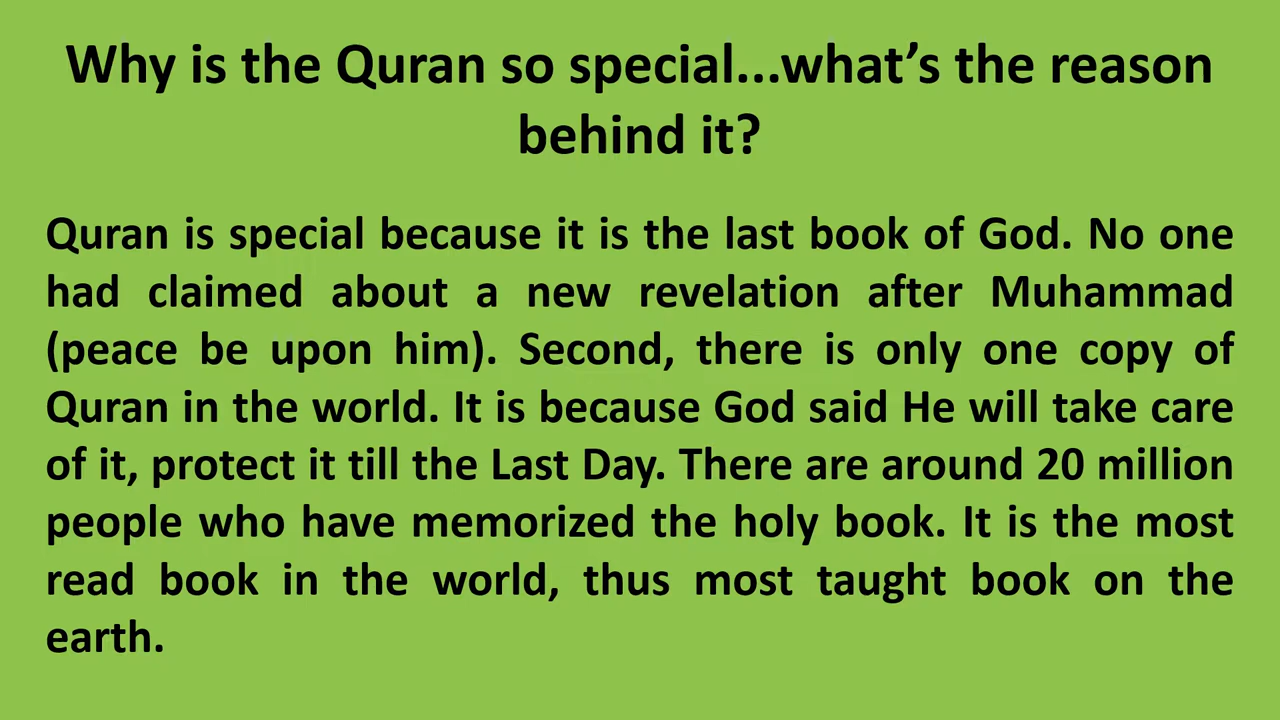 Why is the Quran so special...what’s the reason
behind it?
Quran is special because it is the last book of God. No one
had claimed about a new revelation after Muhammad
(peace be upon him). Second, there is only one copy of
Quran in the world. It is because God said He will take care
of it, protect it till the Last Day. There are around 20 million
people who have memorized the holy book. It is the most
read book in the world, thus most taught book on the
earth.